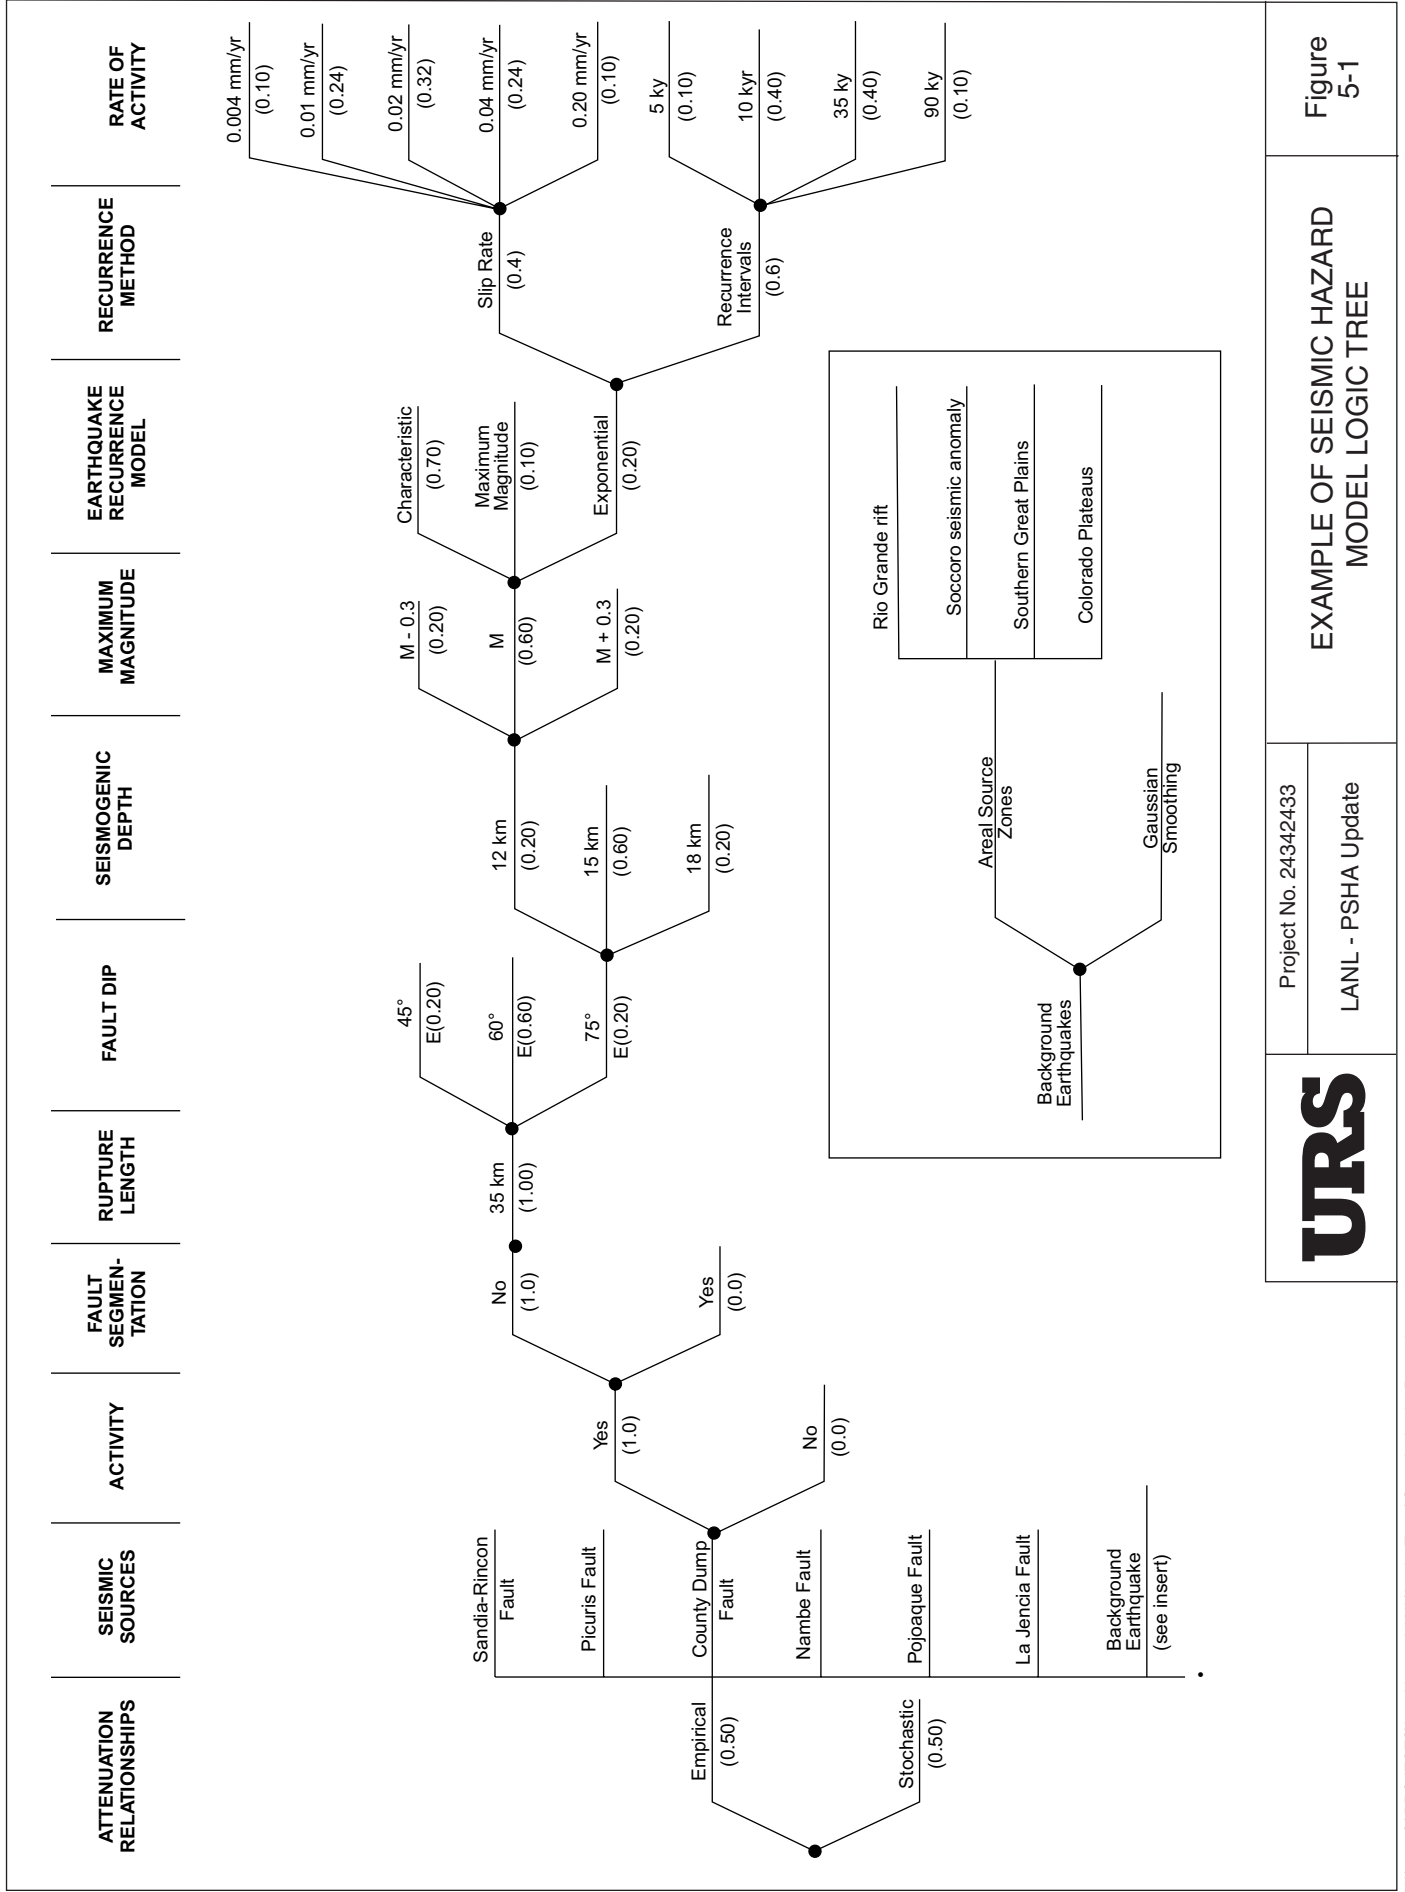 ATTENUATION
RELATIONSHIPS
SEISMIC
SOURCES
ACTIVITY
FAULT
SEGMEN-
TATION
RUPTURE
LENGTH
FAULT DIP
SEISMOGENIC
DEPTH
MAXIMUM
MAGNITUDE
EARTHQUAKE
RECURRENCE
MODEL
RECURRENCE
METHOD
RATE OF
ACTIVITY
Empirical
(0.50)
Stochastic
(0.50)
Sandia-Rincon
Fault
Picuris Fault
County Dump
Fault
Nambe Fault
Pojoaque Fault
La Jencia Fault
Background
Earthquake
(see insert)
Yes
(1.0)
No
(0.0)
No
(1.0)
Yes
(0.0)
35 km
(1.00)
45°
E(0.20)
60°
E(0.60)
75°
E(0.20)
12 km
(0.20)
15 km
(0.60)
18 km
(0.20)
M - 0.3
(0.20)
M
(0.60)
M + 0.3
(0.20)
Characteristic
(0.70)
Maximum
Magnitude
(0.10)
Exponential
(0.20)
Slip Rate
(0.4)
Recurrence
Intervals
(0.6)
0.004 mm/yr
(0.10)
0.01 mm/yr
(0.24)
0.02 mm/yr
(0.32)
0.04 mm/yr
(0.24)
0.20 mm/yr
(0.10)
5 ky
(0.10)
10 kyr
(0.40)
35 ky
(0.40)
90 ky
(0.10)
Background
Earthquakes
Areal Source
Zones
Gaussian
Smoothing
Rio Grande rift
Soccoro seismic anomaly
Southern Great Plains
Colorado Plateaus
URS
Project No. 24342433
LANL - PSHA Update
EXAMPLE OF SEISMIC HAZARD
MODEL LOGIC TREE
Figure
5-1